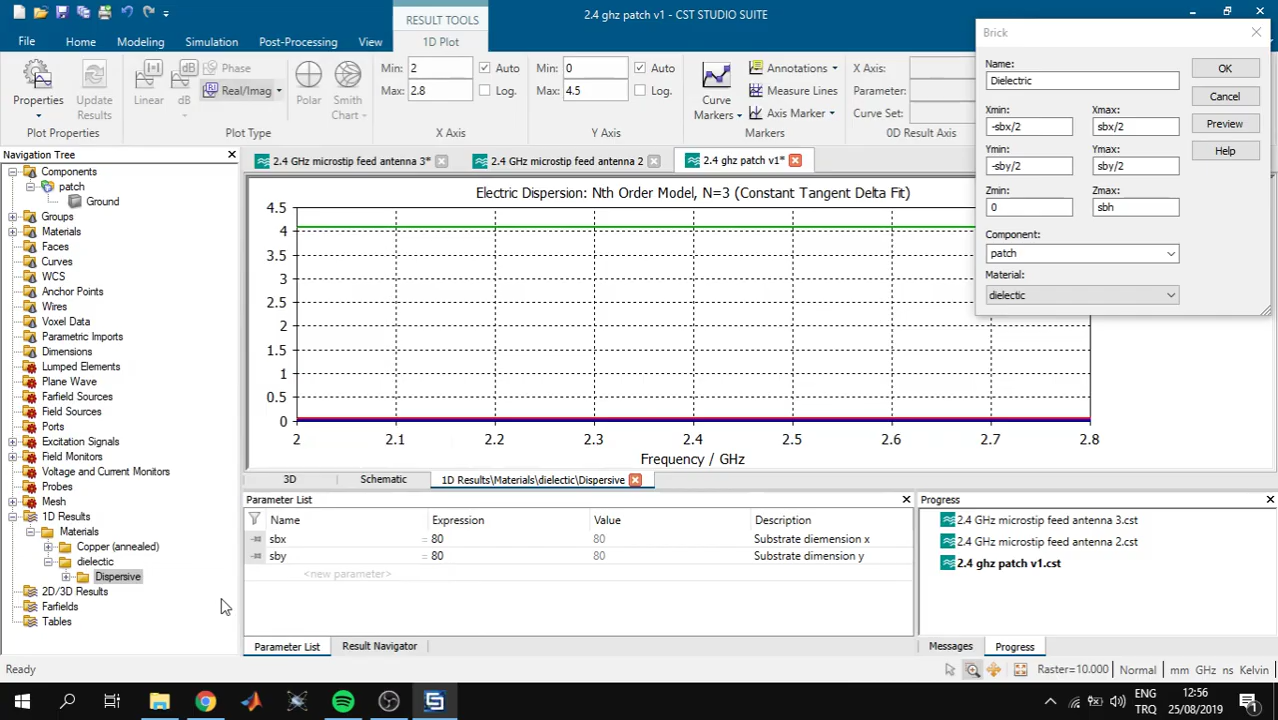 2.4 ghz patch v1 - CST STUDIO SUITE
RESULT TOOLS
File Home Modeling Simulation Post-Processing View 1D Plot
Properties
Update Results
Plot Properties
Linear
dB
Phase
Real/Imag
Polar
Smith Chart
Plot Type
Min: 2 Auto
Max: 2.8 Log.
X Axis
Min: 0 Auto
Max: 4.5 Log.
Y Axis
Curve Markers
Annotations
Measure Lines
Axis Marker
Markers
X Axis:
Parameter:
Curve Set:
0D Result Axis
Brick
Name:
Dielectric
OK
Cancel
Preview
Help
Xmin: Xmax:
-sbx/2 sbx/2
Ymin: Ymax:
-sby/2 sby/2
Zmin: Zmax:
0 sbh
Component:
patch
Material:
dielectic
Navigation Tree
Components
patch
Ground
Groups
Materials
Faces
Curves
WCS
Anchor Points
Wires
Voxel Data
Parametric Imports
Dimensions
Lumped Elements
Plane Wave
Farfield Sources
Field Sources
Ports
Excitation Signals
Field Monitors
Voltage and Current Monitors
Probes
Mesh
1D Results
Materials
Copper (annealed)
dielectic
Dispersive
2D/3D Results
Farfields
Tables
2.4 GHz microstip feed antenna 3* 2.4 GHz microstip feed antenna 2 2.4 ghz patch v1*
Electric Dispersion: Nth Order Model, N=3 (Constant Tangent Delta Fit)
4.5
4
3.5
3
2.5
2
1.5
1
0.5
0
2 2.1 2.2 2.3 2.4 2.5 2.6 2.7 2.8
Frequency / GHz
3D Schematic 1D Results\Materials\dielectic\Dispersive
Parameter List
Name Expression Value Description
sbx = 80 80 Substrate diemension x
sby = 80 80 Substrate dimension y
<new parameter>
Parameter List Result Navigator
Progress
2.4 GHz microstip feed antenna 3.cst
2.4 GHz microstip feed antenna 2.cst
2.4 ghz patch v1.cst
Messages Progress
Ready
Raster=10.000 Normal mm GHz ns Kelvin
ENG
TRQ
12:56
25/08/2019
1